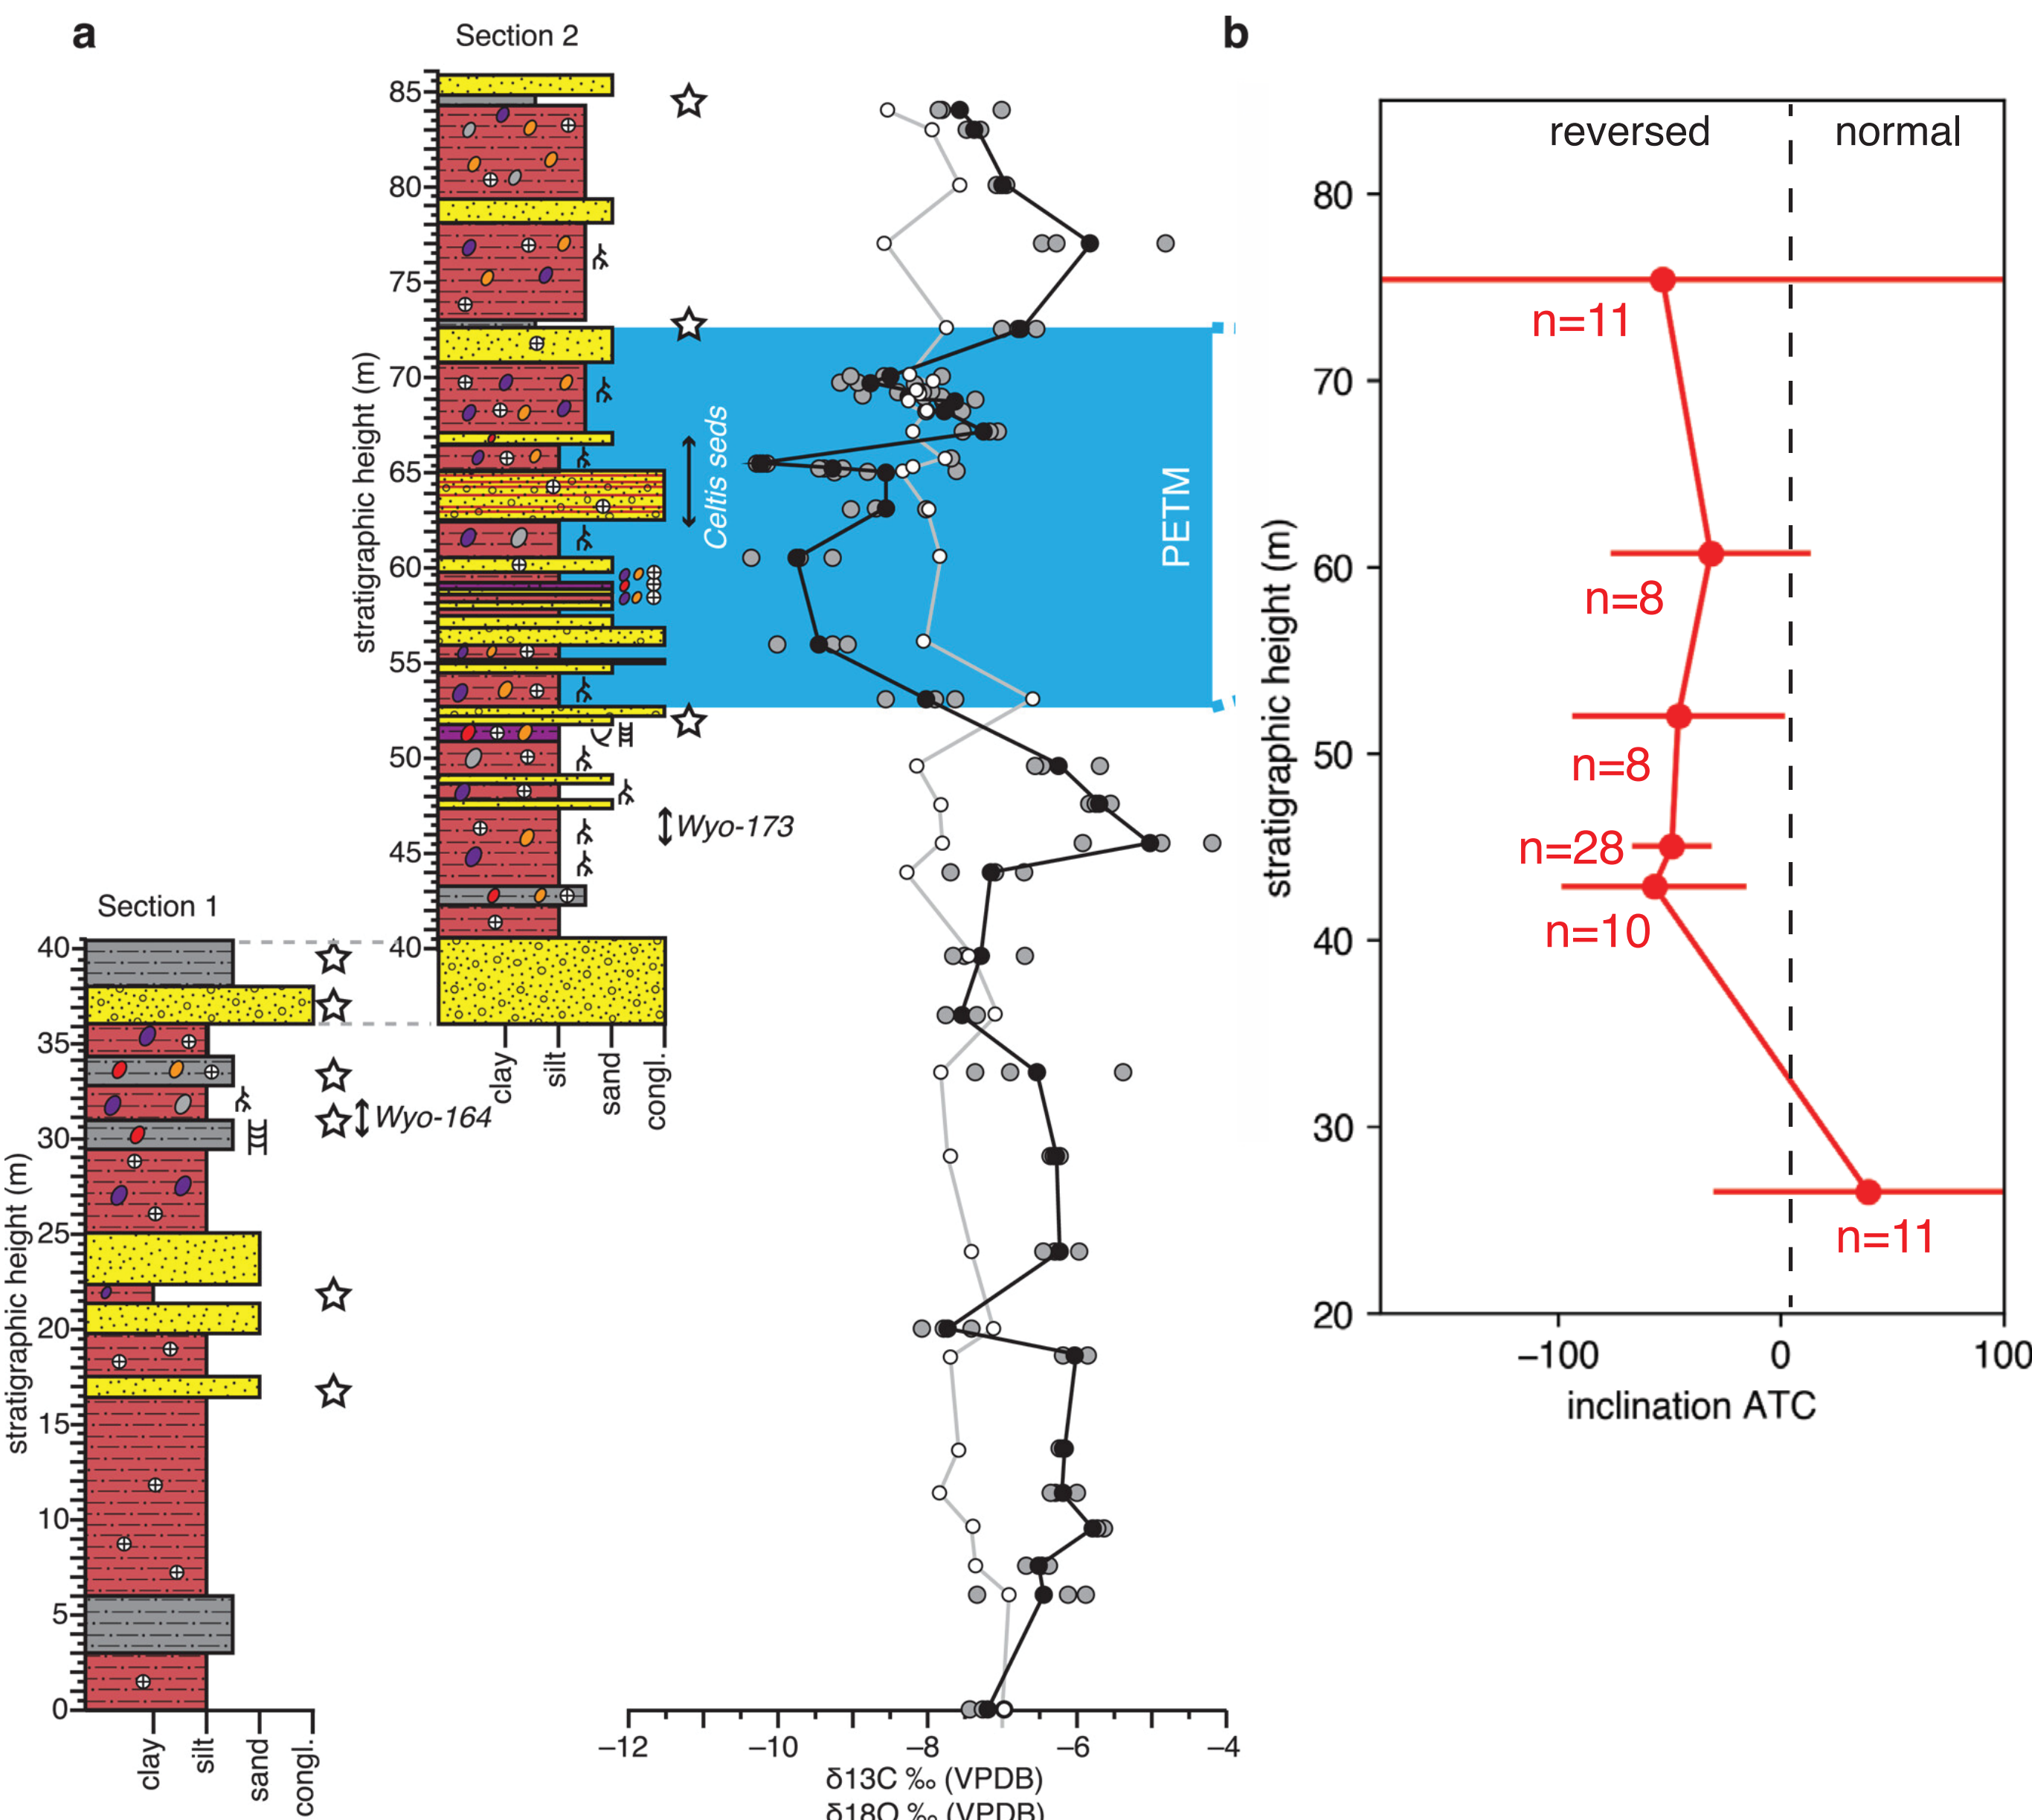 a
Section 2
b
85
80
75
70
65
60
55
50
45
40
stratigraphic height (m)
Celtis seds
PETM
Wyo-173
clay
silt
sand
congl.
Section 1
40
35
30
25
20
15
10
5
0
stratigraphic height (m)
Wyo-164
clay
silt
sand
congl.
–12
–10
–8
–6
–4
δ13C ‰ (VPDB)
δ18O ‰ (VPDB)
reversed
normal
80
70
60
50
40
30
20
stratigraphic height (m)
n=11
n=8
n=8
n=28
n=10
n=11
–100
0
100
inclination ATC